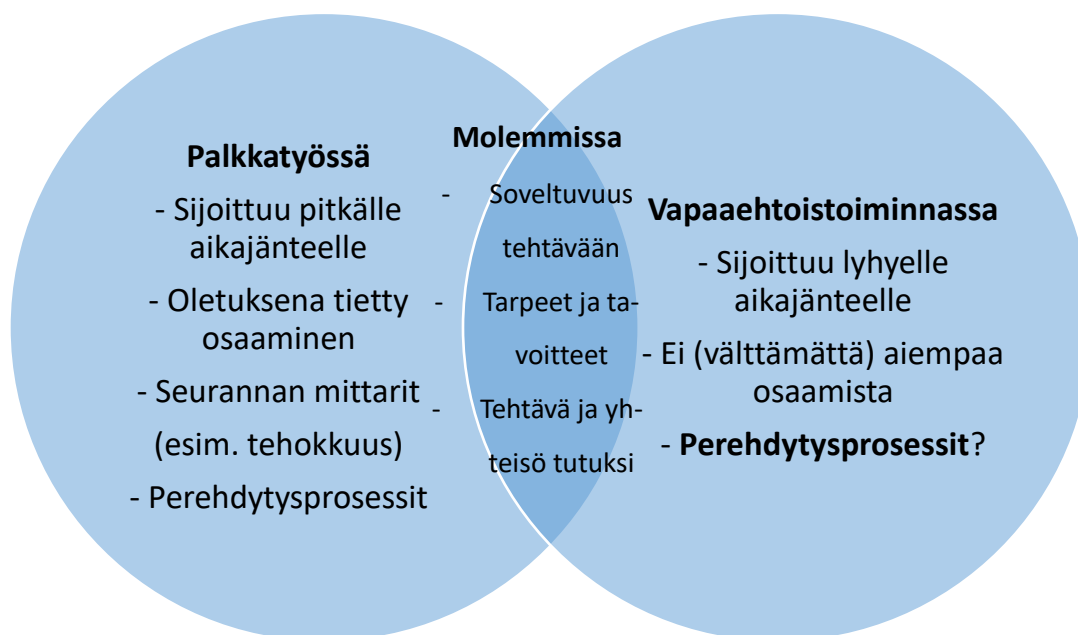 Palkkatyössä
- Sijoittuu pitkälle
aikajänteelle
- Oletuksena tietty
osaaminen
- Seurannan mittarit
(esim. tehokkuus)
- Perehdytysprosessit
Molemmissa
- Soveltuvuus
tehtävään
- Tarpeet ja ta-
voitteet
- Tehtävä ja yh-
teisö tutuksi
Vapaaehtoistoiminnassa
- Sijoittuu lyhyelle
aikajänteelle
- Ei (välttämättä) aiempaa
osaamista
- Perehdytysprosessit?